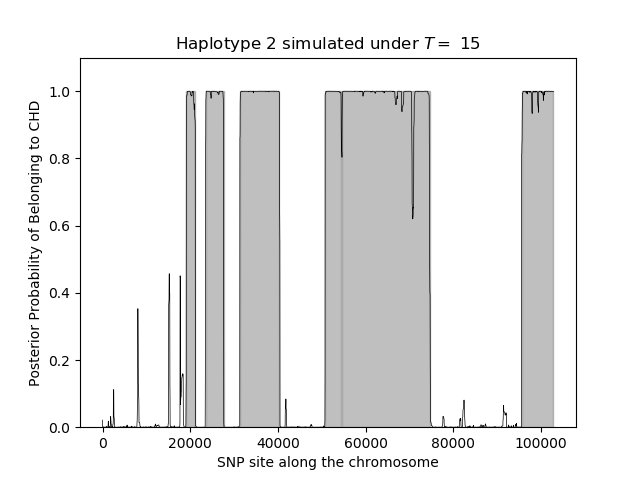 Haplotype 2 simulated under T = 15
Posterior Probability of Belonging to CHD
1.0
0.8
0.6
0.4
0.2
0.0
0 20000 40000 60000 80000 100000
SNP site along the chromosome